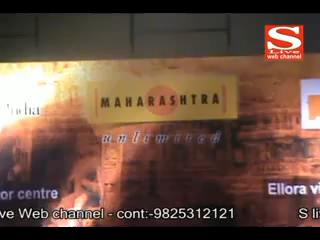 S
Live
web channel
MAHARASHTRA
unlimited
or centre
Ellora vi
ve Web channel - cont:-9825312121
S li